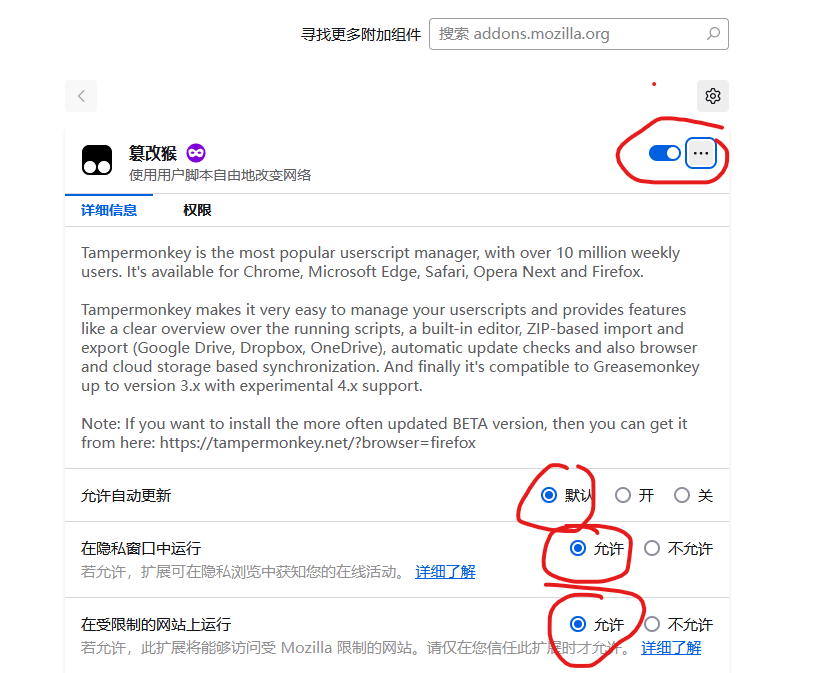 寻找更多附加组件
搜索 addons.mozilla.org
篡改猴
使用用户脚本自由地改变网络
详细信息
权限
Tampermonkey is the most popular userscript manager, with over 10 million weekly
users. It's available for Chrome, Microsoft Edge, Safari, Opera Next and Firefox.
Tampermonkey makes it very easy to manage your userscripts and provides features
like a clear overview over the running scripts, a built-in editor, ZIP-based import and
export (Google Drive, Dropbox, OneDrive), automatic update checks and also browser
and cloud storage based synchronization. And finally it's compatible to Greasemonkey
up to version 3.x with experimental 4.x support.
Note: If you want to install the more often updated BETA version, then you can get it
from here: https://tampermonkey.net/?browser=firefox
允许自动更新 默认 开 关
在隐私窗口中运行 允许 不允许
若允许，扩展可在隐私浏览中获知您的在线活动。 详细了解
在受限制的网站上运行 允许 不允许
若允许，此扩展将能够访问受 Mozilla 限制的网站。请仅在您信任此扩展时才允许。 详细了解